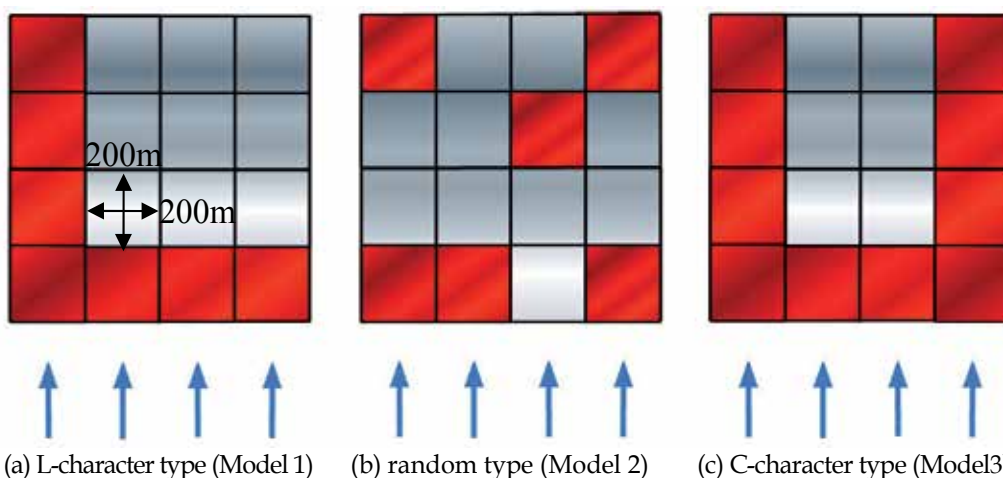 200m
200m
(a) L-character type (Model 1)
(b) random type (Model 2)
(c) C-character type (Model3